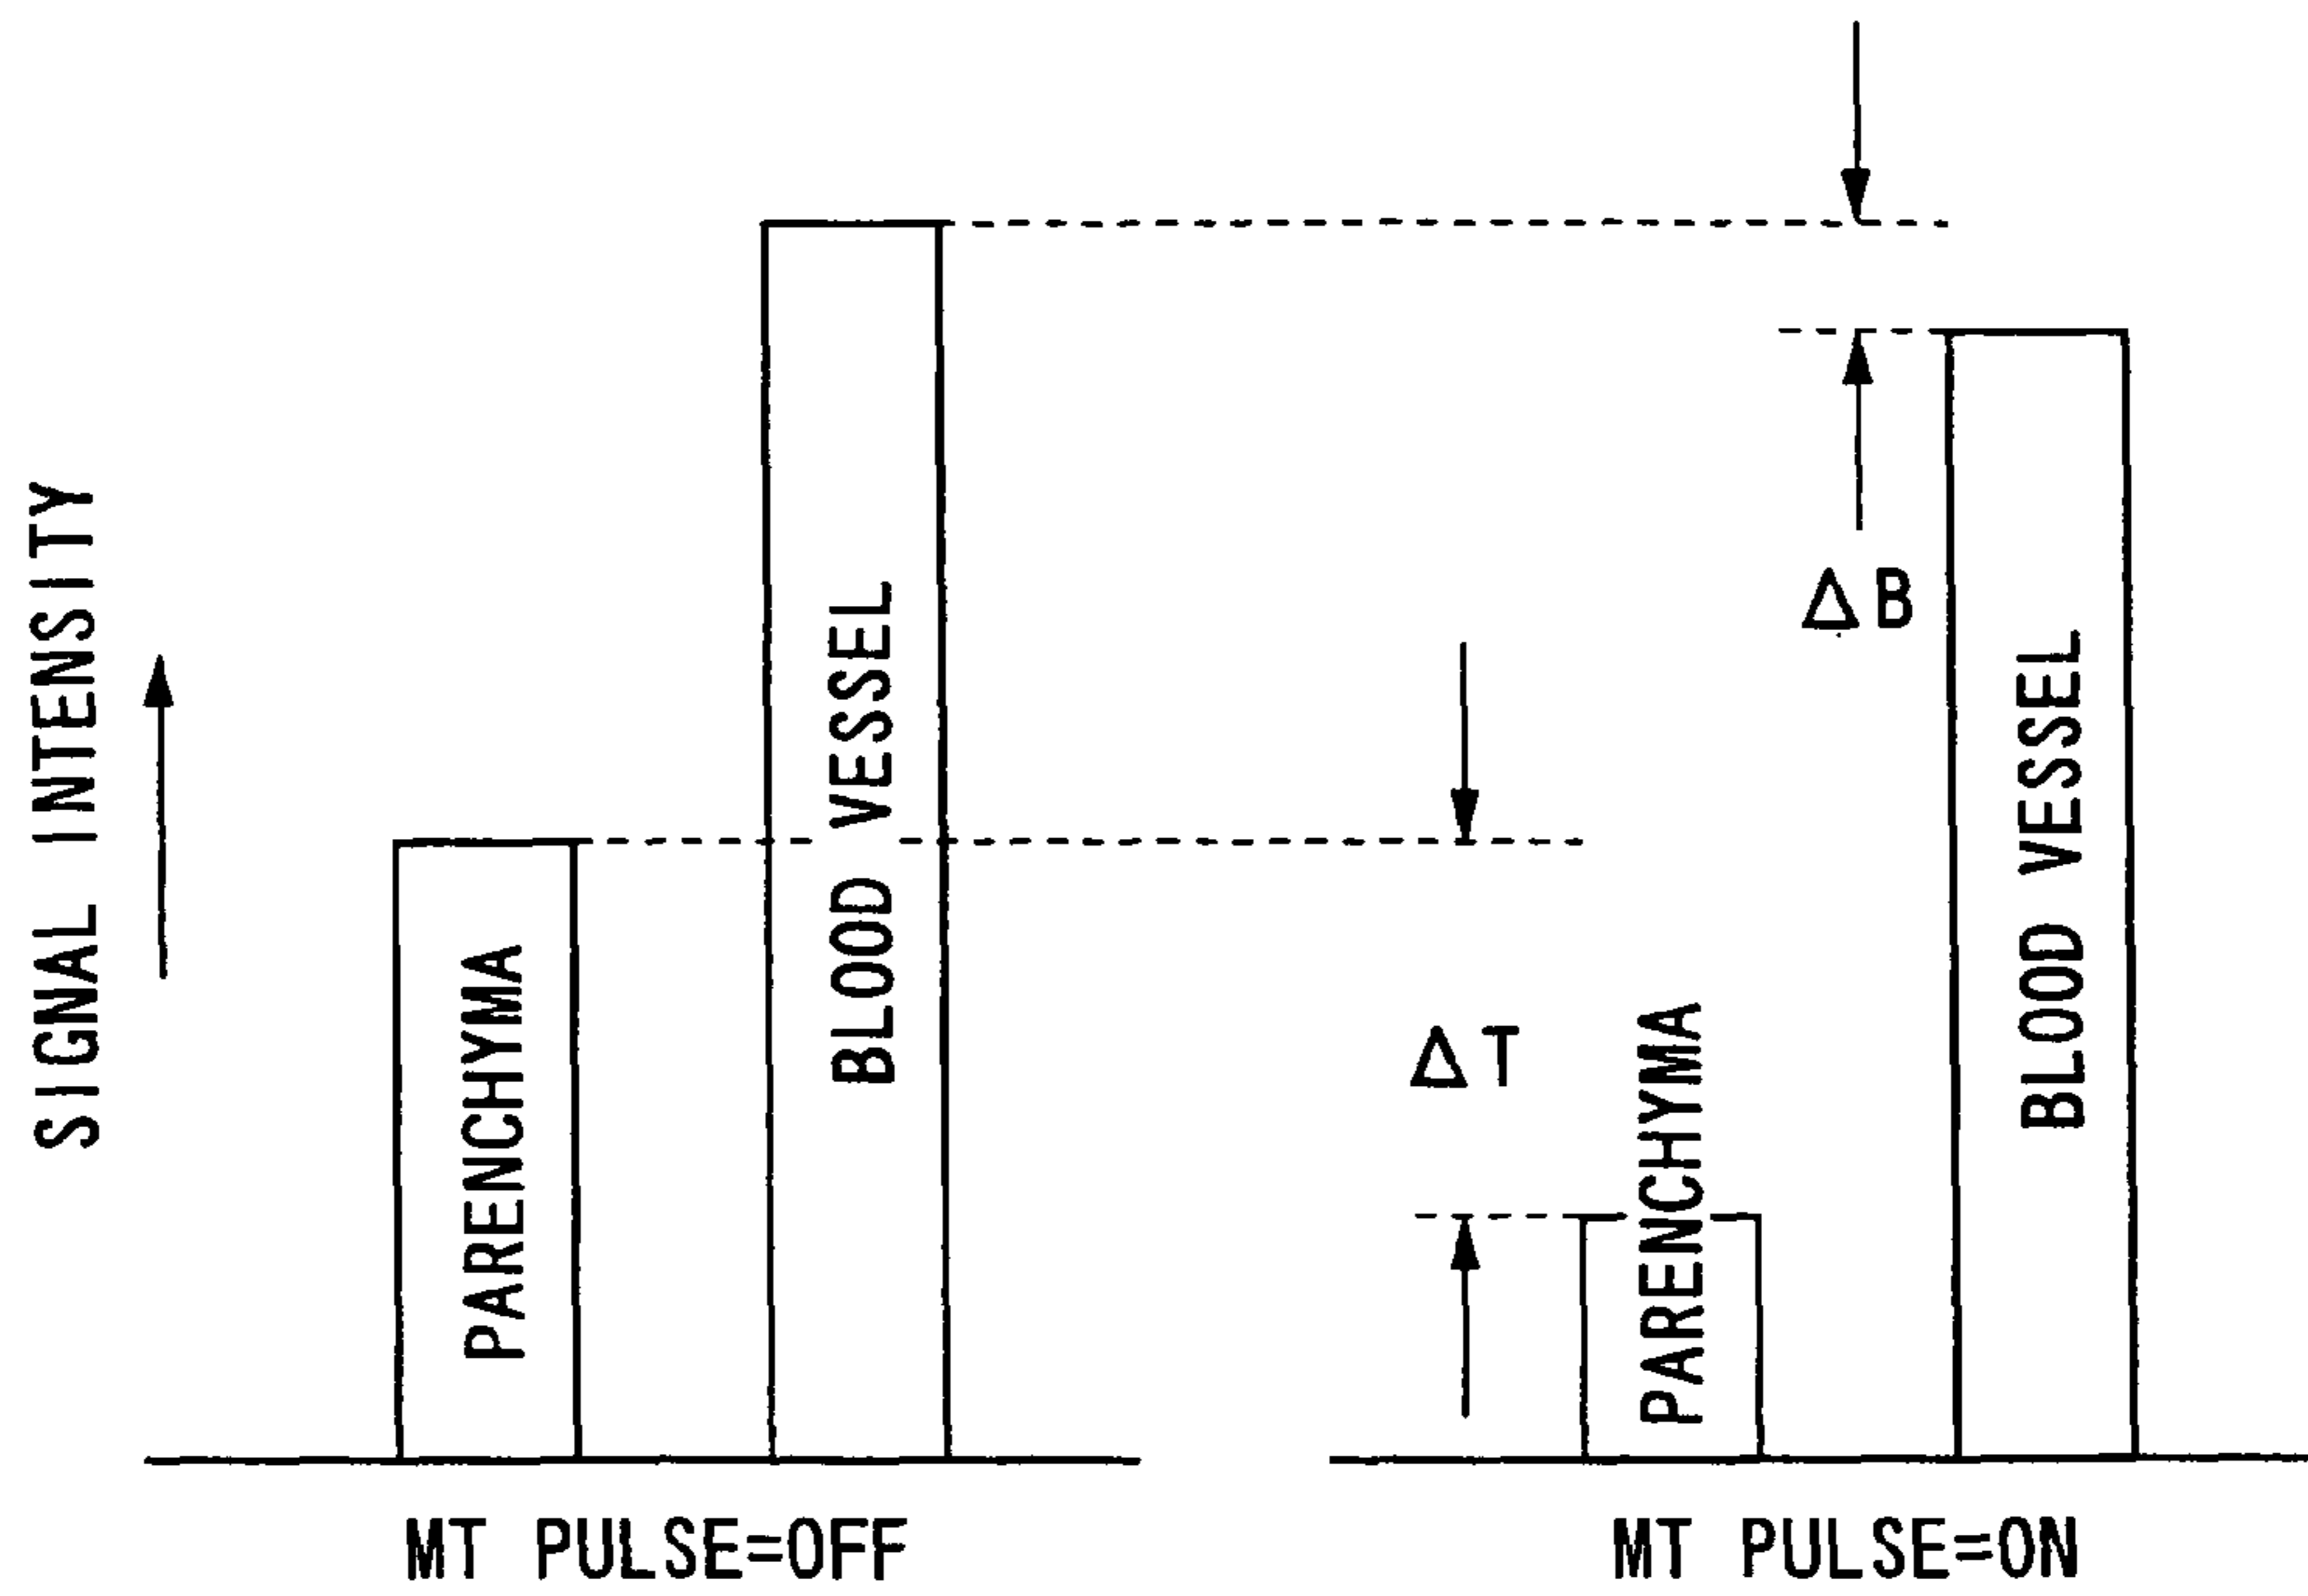 SIGNAL INTENSITY
PARENCHYMA
BLOOD VESSEL
ΔT
PARENCHYMA
ΔB
BLOOD VESSEL
MT PULSE=OFF
MT PULSE=ON